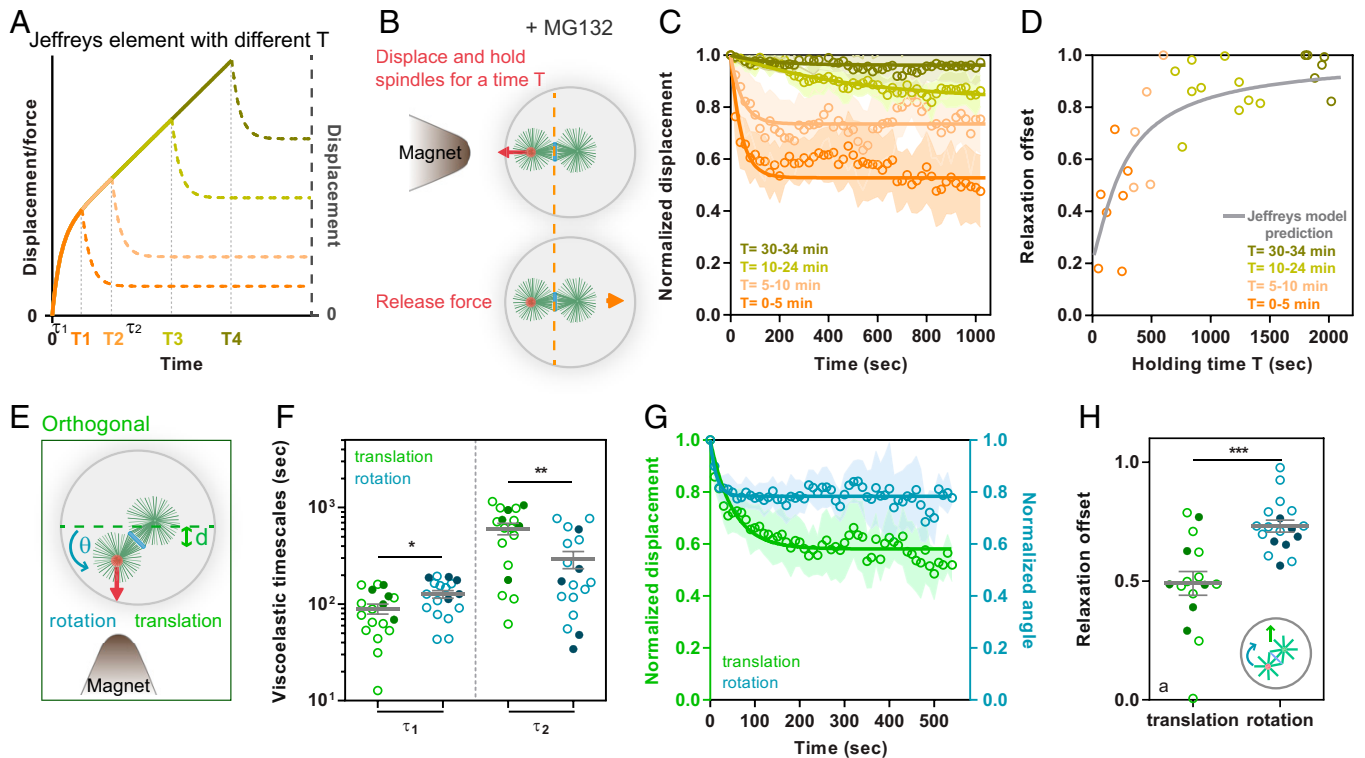 A
Jeffreys element with different T
Displacement/force
Displacement
0
0
τ1
T1
T2
τ2
T3
T4
Time
B
+ MG132
Displace and hold
spindles for a time T
Magnet
Release force
C
Normalized displacement
1.0
0.8
0.6
0.4
0.2
0.0
T= 30-34 min
T= 10-24 min
T= 5-10 min
T= 0-5 min
0 200 400 600 800 1000
Time (sec)
D
Relaxation offset
1.0
0.8
0.6
0.4
0.2
0.0
Jeffreys model
prediction
T= 30-34 min
T= 10-24 min
T= 5-10 min
T= 0-5 min
0 500 1000 1500 2000
Holding time T (sec)
E
Orthogonal
θ
d
rotation translation
Magnet
F
Viscoelastic timescales (sec)
10^3
10^2
10^1
translation
rotation
*
**
τ1 τ2
G
Normalized displacement
1.0
0.8
0.6
0.4
0.2
0.0
translation
rotation
0 100 200 300 400 500
Time (sec)
1.0
0.8
0.6
0.4
0.2
0.0
Normalized angle
H
Relaxation offset
1.0
0.5
0.0
***
a
translation rotation